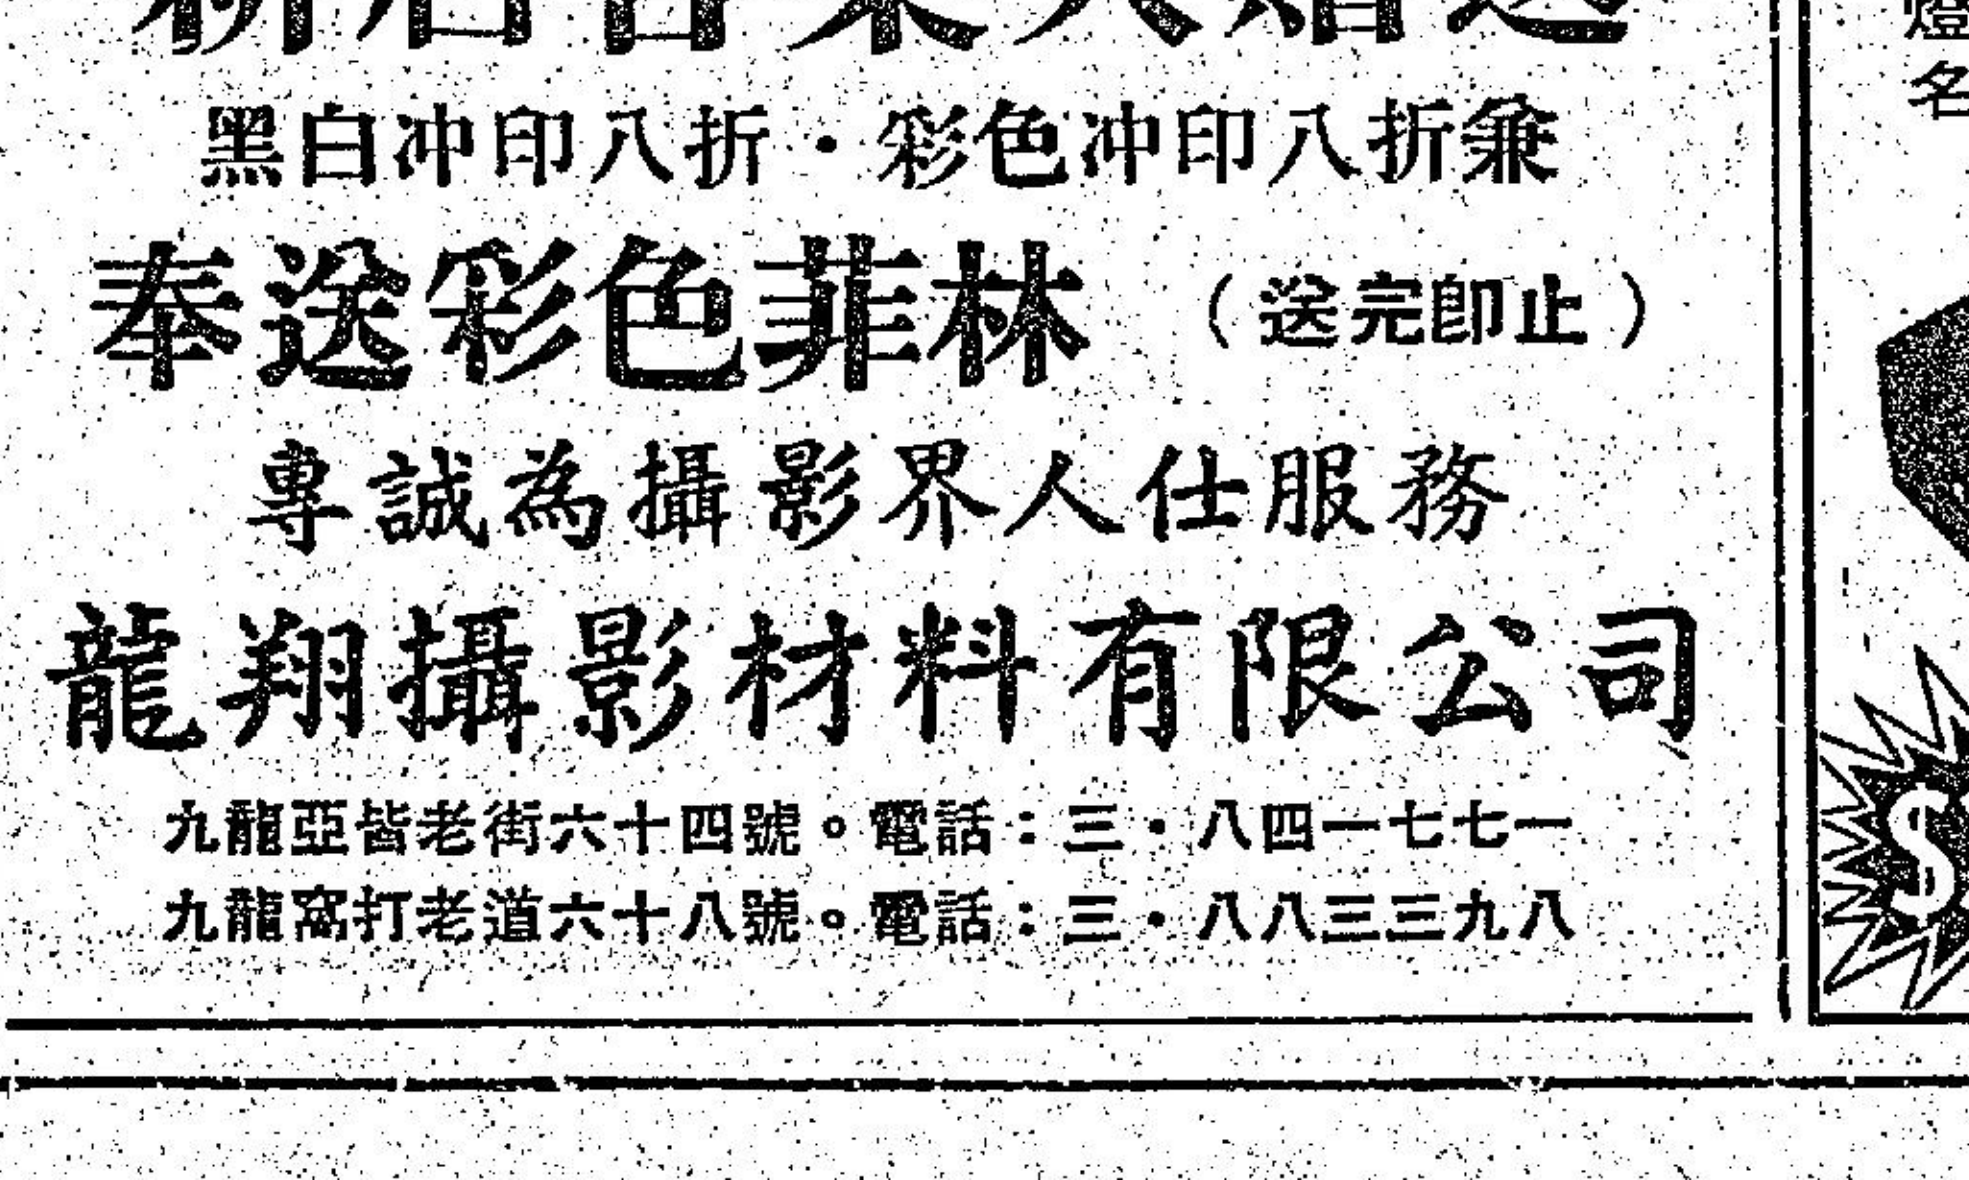 黑白冲印八折·彩色冲印八折兼
奉送彩色菲林（送完即止）
專誠為攝影界人仕服務
龍翔攝影材料有限公司
九龍亞皆老街六十四號。電話：三·八四一七七一
九龍窩打老道六十八號。電話：三·八八三三九八
名
$